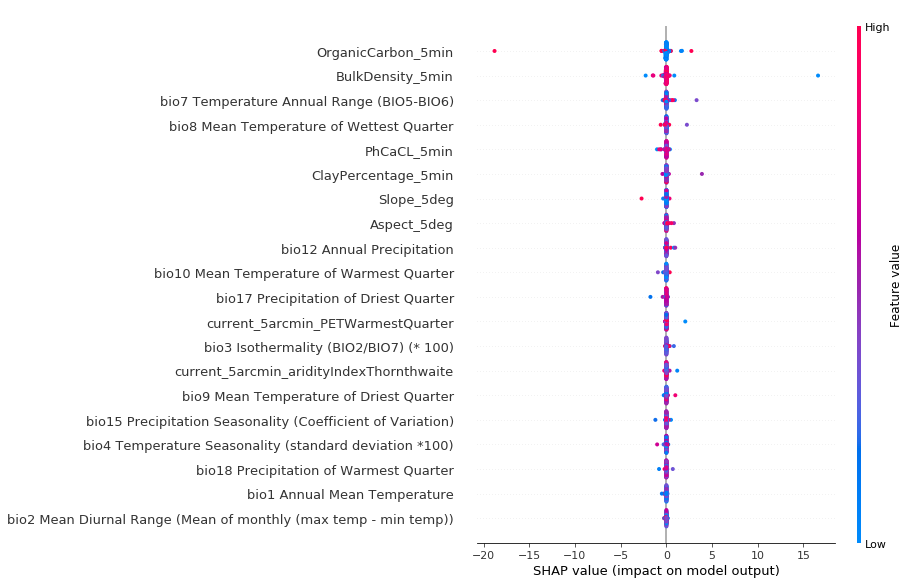 High
OrganicCarbon_5min
BulkDensity_5min
bio7 Temperature Annual Range (BIO5-BIO6)
bio8 Mean Temperature of Wettest Quarter
PhCaCL_5min
ClayPercentage_5min
Slope_5deg
Aspect_5deg
bio12 Annual Precipitation
bio10 Mean Temperature of Warmest Quarter
bio17 Precipitation of Driest Quarter
current_5arcmin_PETWarmestQuarter
bio3 Isothermality (BIO2/BIO7) (* 100)
current_5arcmin_aridityIndexThornthwaite
bio9 Mean Temperature of Driest Quarter
bio15 Precipitation Seasonality (Coefficient of Variation)
bio4 Temperature Seasonality (standard deviation *100)
bio18 Precipitation of Warmest Quarter
bio1 Annual Mean Temperature
bio2 Mean Diurnal Range (Mean of monthly (max temp - min temp))
Feature value
Low
−20 −15 −10 −5 0 5 10 15
SHAP value (impact on model output)